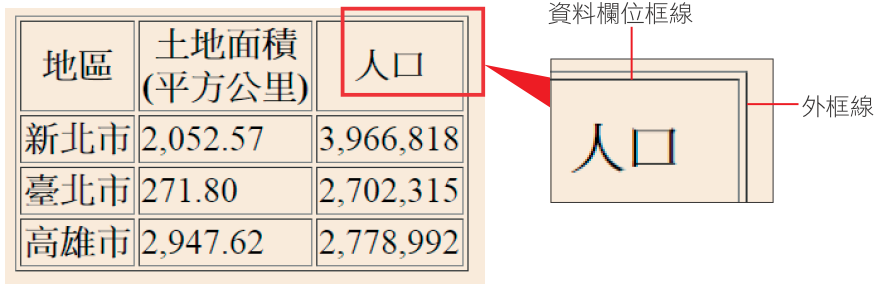 資料欄位框線
地區 土地面積 人口
(平方公里)
新北市 2,052.57 3,966,818
臺北市 271.80 2,702,315
高雄市 2,947.62 2,778,992
人口
外框線